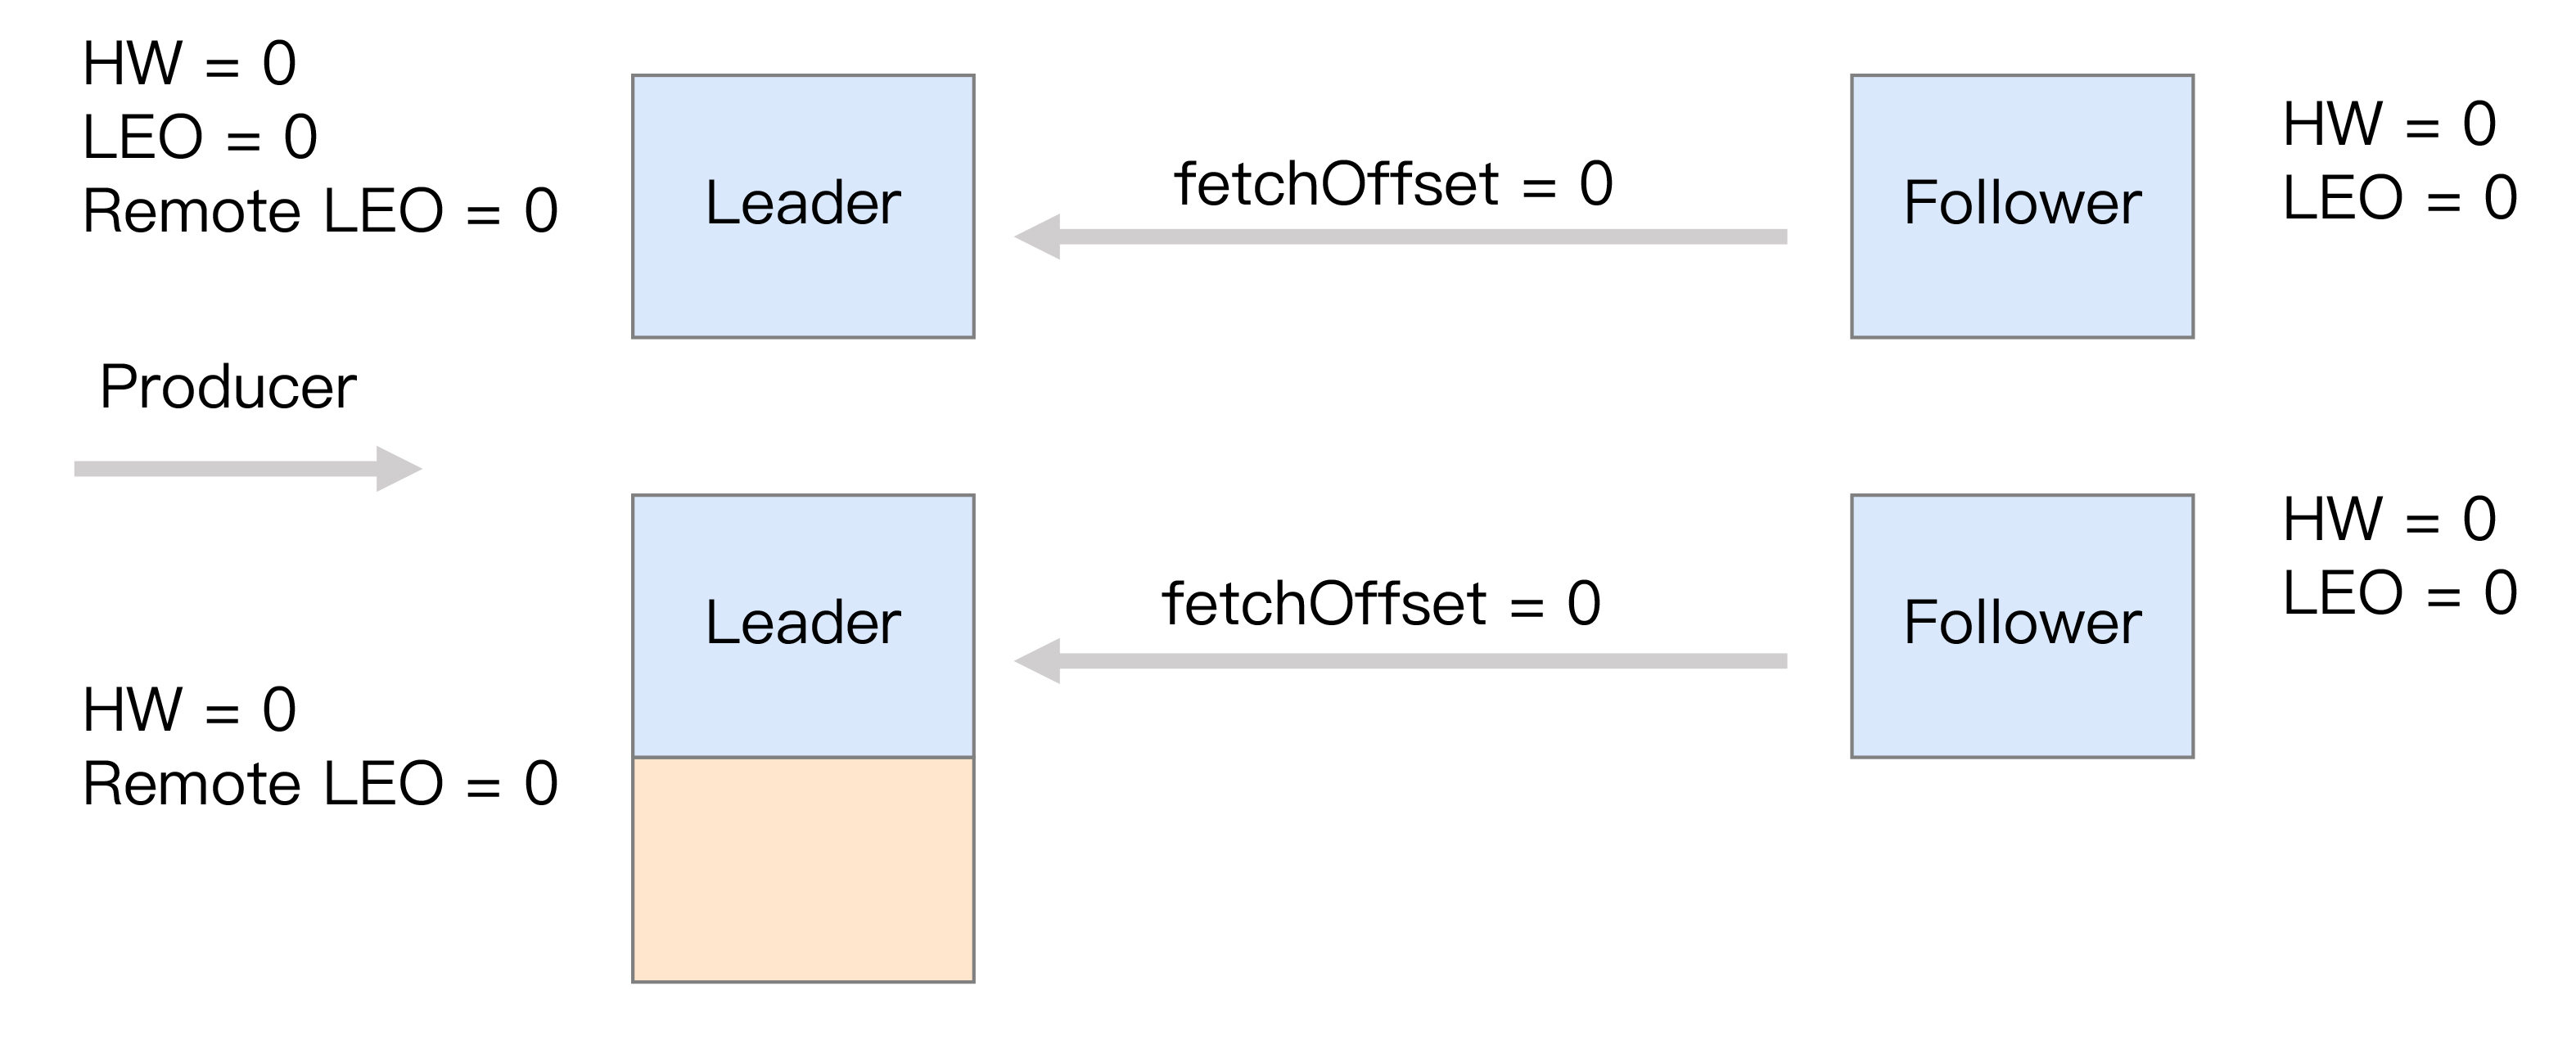 HW = 0
LEO = 0
Remote LEO = 0
Leader
fetchOffset = 0
Follower
HW = 0
LEO = 0
Producer
Leader
fetchOffset = 0
Follower
HW = 0
LEO = 0
HW = 0
Remote LEO = 0